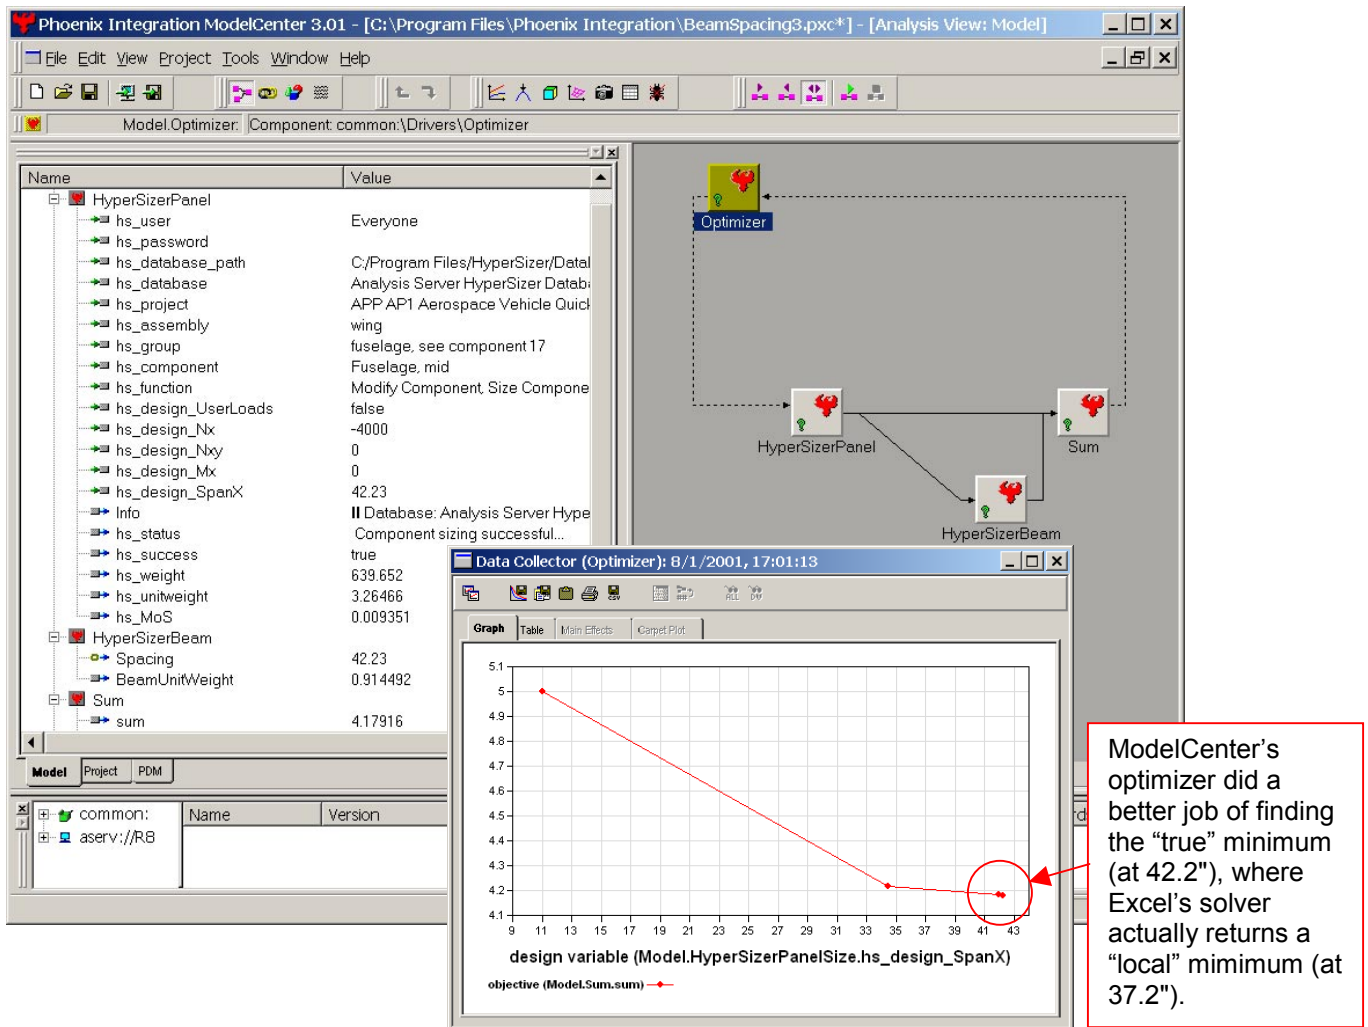 Phoenix Integration ModelCenter 3.01 - [C:\Program Files\Phoenix Integration\BeamSpacing3.pxc*] - [Analysis View: Model]
File Edit View Project Tools Window Help
Model.Optimizer: Component: common:\Drivers\Optimizer
Name Value
HyperSizerPanel
hs_user Everyone
hs_password
hs_database_path C:/Program Files/HyperSizer/Datal
hs_database Analysis Server HyperSizer Datab
hs_project APP AP1 Aerospace Vehicle Quick
hs_assembly wing
hs_group fuselage, see component 17
hs_component Fuselage, mid
hs_function Modify Component, Size Compone
hs_design_UserLoads false
hs_design_Nx -4000
hs_design_Nxy 0
hs_design_Mx 0
hs_design_SpanX 42.23
Info II Database: Analysis Server Hype
hs_status Component sizing successful...
hs_success true
hs_weight 639.652
hs_unitweight 3.26466
hs_MoS 0.009351
HyperSizerBeam
Spacing 42.23
BeamUnitWeight 0.914492
Sum
sum 4.17916
Model Project PDM
common:
aserv://R8
Name Version
Optimizer
HyperSizerPanel
Sum
HyperSizerBeam
Data Collector (Optimizer): 8/1/2001, 17:01:13
Graph Table Main Effects Carpet Plot
5.1
5
4.9
4.8
4.7
4.6
4.5
4.4
4.3
4.2
4.1
9 11 13 15 17 19 21 23 25 27 29 31 33 35 37 39 41 43
design variable (Model.HyperSizerPanelSize.hs_design_SpanX)
objective (Model.Sum.sum)
ModelCenter’s
optimizer did a
better job of finding
the “true” minimum
(at 42.2"), where
Excel’s solver
actually returns a
“local” mimimum (at
37.2").